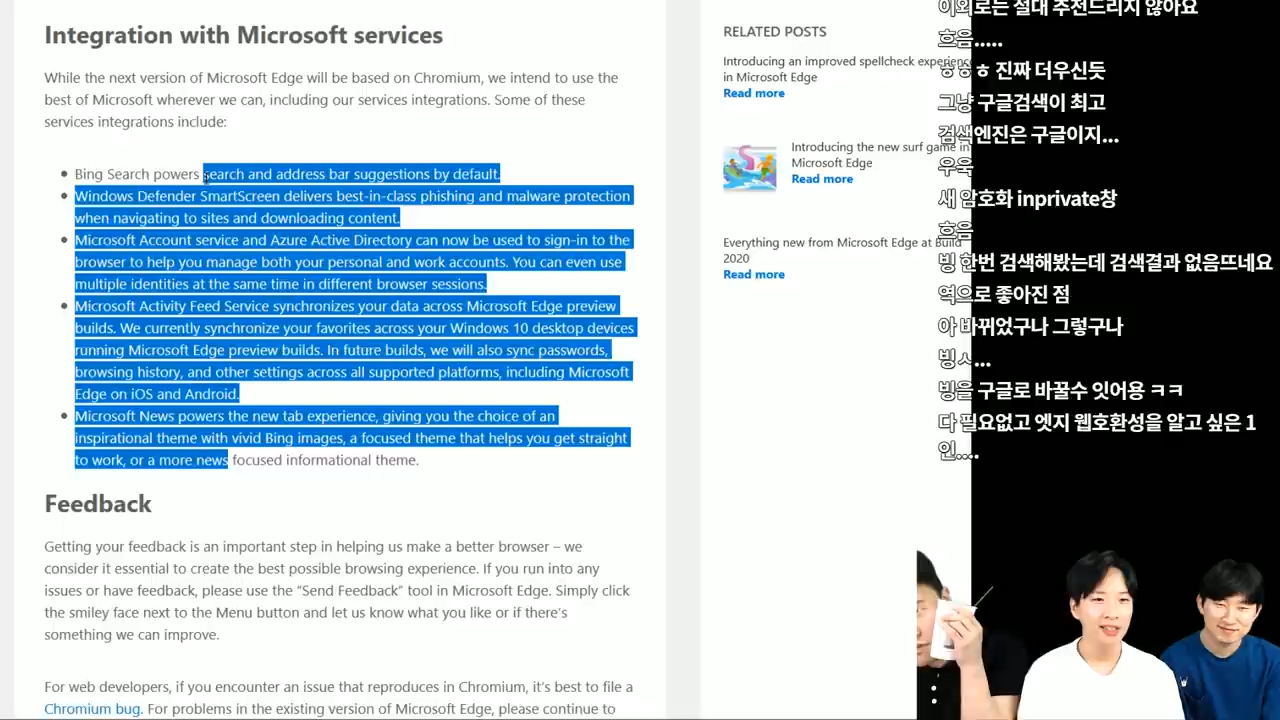 Integration with Microsoft services
While the next version of Microsoft Edge will be based on Chromium, we intend to use the
best of Microsoft wherever we can, including our services integrations. Some of these
services integrations include:
Bing Search powers search and address bar suggestions by default.
Windows Defender SmartScreen delivers best-in-class phishing and malware protection
when navigating to sites and downloading content.
Microsoft Account service and Azure Active Directory can now be used to sign-in to the
browser to help you manage both your personal and work accounts. You can even use
multiple identities at the same time in different browser sessions.
Microsoft Activity Feed Service synchronizes your data across Microsoft Edge preview
builds. We currently synchronize your favorites across your Windows 10 desktop devices
running Microsoft Edge preview builds. In future builds, we will also sync passwords,
browsing history, and other settings across all supported platforms, including Microsoft
Edge on iOS and Android.
Microsoft News powers the new tab experience, giving you the choice of an
inspirational theme with vivid Bing images, a focused theme that helps you get straight
to work, or a more news focused informational theme.
Feedback
Getting your feedback is an important step in helping us make a better browser – we
consider it essential to create the best possible browsing experience. If you run into any
issues or have feedback, please use the “Send Feedback” tool in Microsoft Edge. Simply click
the smiley face next to the Menu button and let us know what you like or if there’s
something we can improve.
For web developers, if you encounter an issue that reproduces in Chromium, it’s best to file a
Chromium bug. For problems in the existing version of Microsoft Edge, please continue to
RELATED POSTS
Introducing an improved spellcheck experience
in Microsoft Edge
Read more
Introducing the new surf game in
Microsoft Edge
Read more
Everything new from Microsoft Edge at Build
2020
Read more
이외로는 절대 추천드리지 않아요
흐음.....
ㅎㅎㅎ 진짜 더우신듯
그냥 구글검색이 최고
검색엔진은 구글이지...
우욱
새 암호화 inprivate창
흐음
빙 한번 검색해봤는데 검색결과 없음뜨네요
역으로 좋아진 점
아 바뀌었구나 그렇구나
빙ㅅ...
빙을 구글로 바꿀수 잇어용 ㅋㅋ
다 필요없고 엣지 웹호환성을 알고 싶은 1
인....